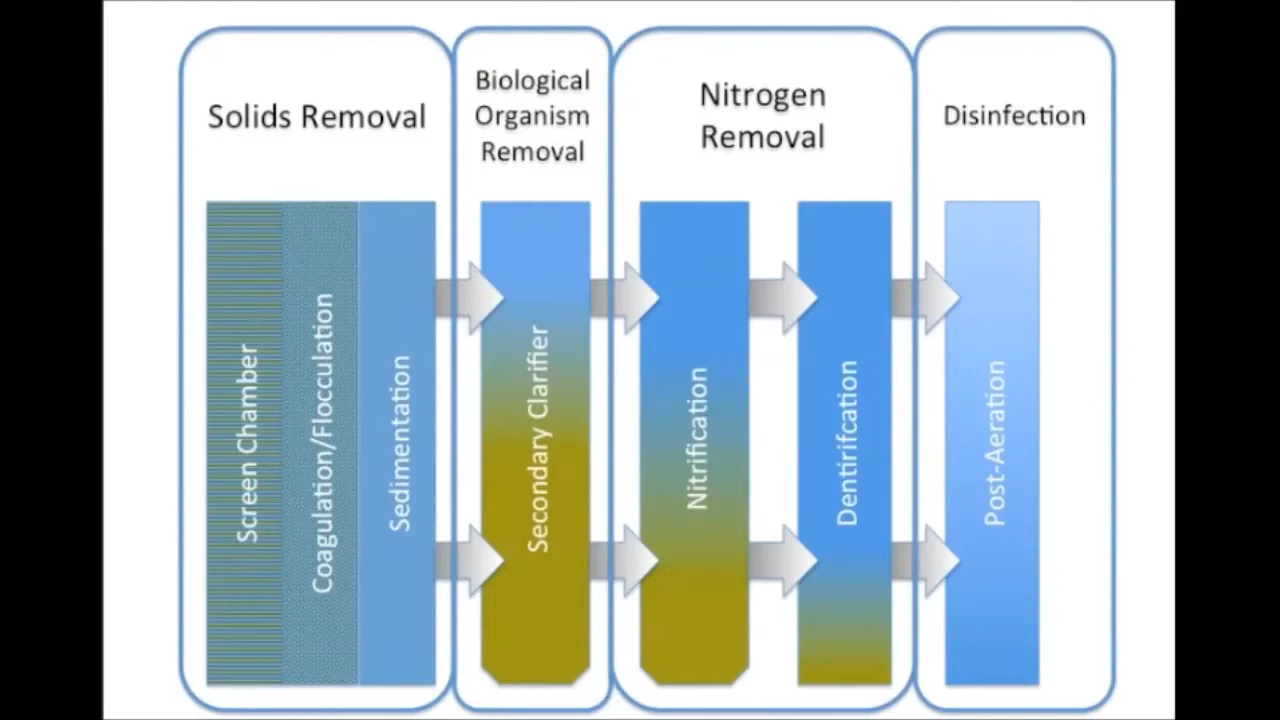 Solids Removal
Biological
Organism
Removal
Nitrogen
Removal
Disinfection
Screen Chamber
Coagulation/Flocculation
Sedimentation
Secondary Clarifier
Nitrification
Dentirifcation
Post-Aeration